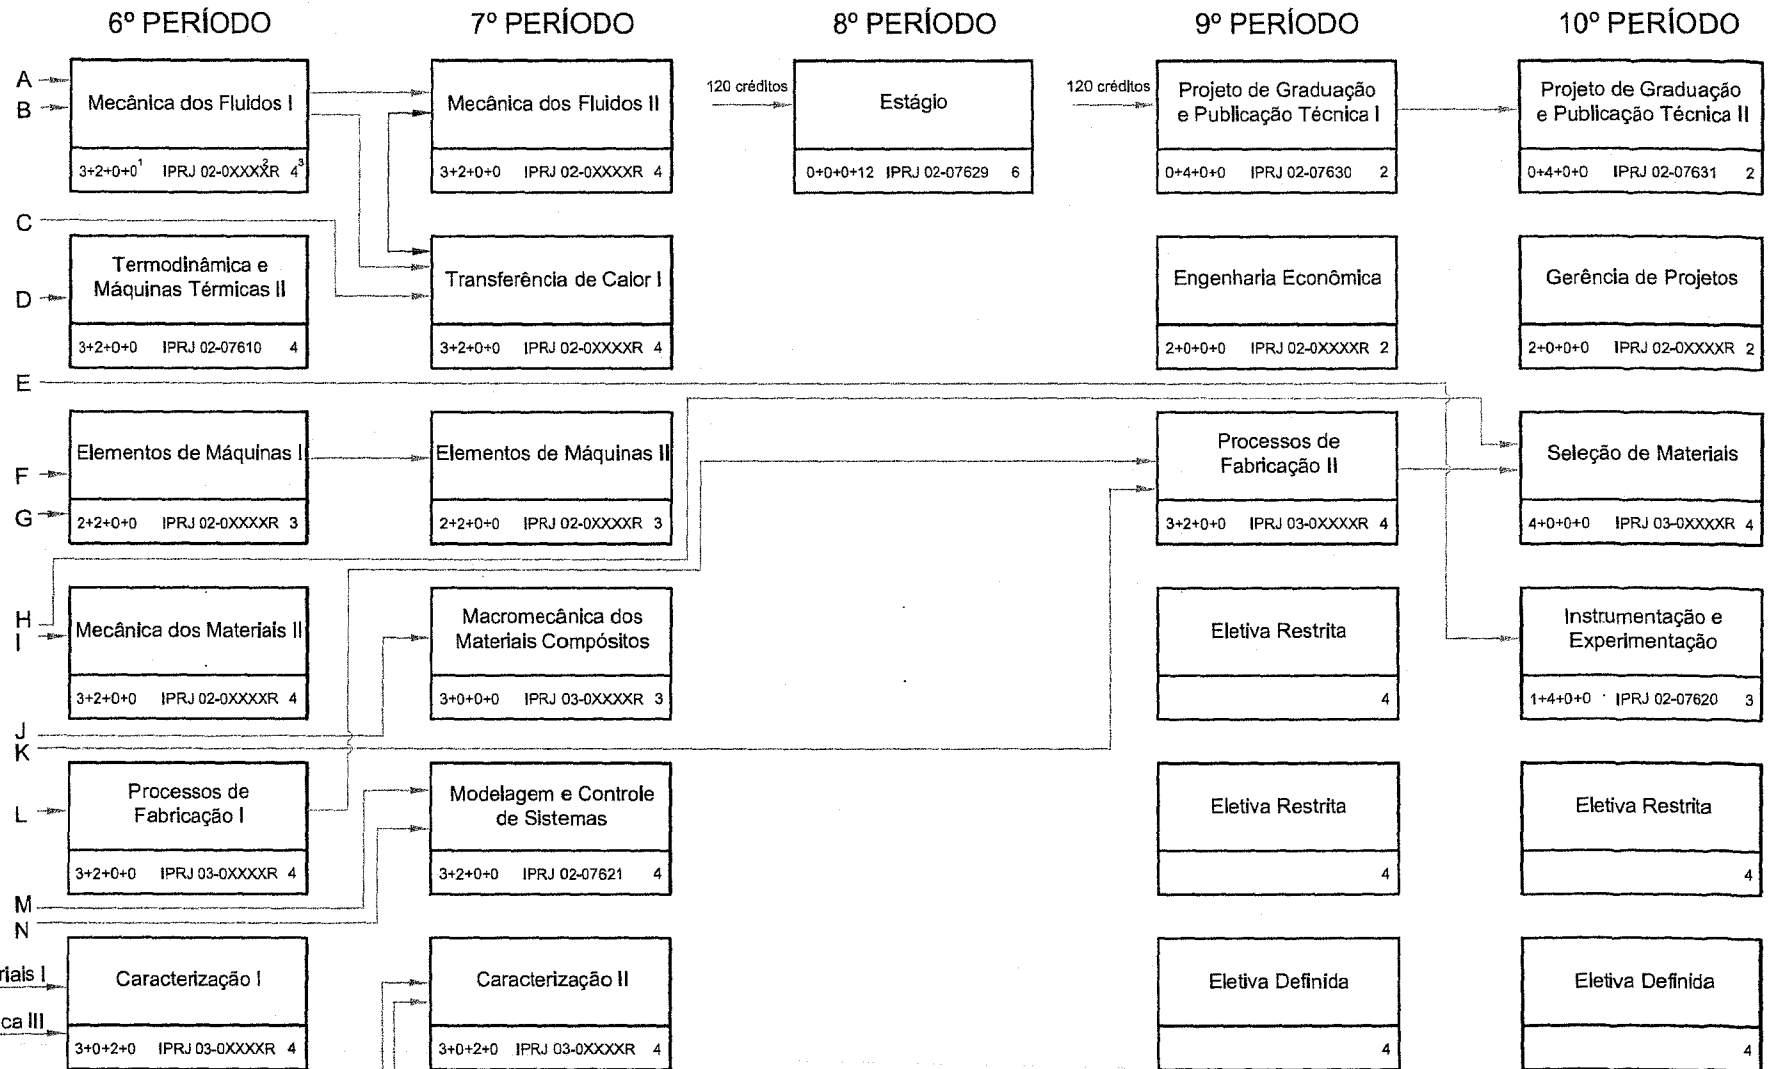 6º PERÍODO
7º PERÍODO
8º PERÍODO
9º PERÍODO
10º PERÍODO
A
B
Mecânica dos Fluidos I
3+2+0+0¹ IPRJ 02-0XXXXR² 4³
Mecânica dos Fluidos II
3+2+0+0 IPRJ 02-0XXXXR 4
120 créditos
Estágio
0+0+0+12 IPRJ 02-07629 6
120 créditos
Projeto de Graduação
e Publicação Técnica I
0+4+0+0 IPRJ 02-07630 2
Projeto de Graduação
e Publicação Técnica II
0+4+0+0 IPRJ 02-07631 2
C
D
Termodinâmica e
Máquinas Térmicas II
3+2+0+0 IPRJ 02-07610 4
Transferência de Calor I
3+2+0+0 IPRJ 02-0XXXXR 4
Engenharia Econômica
2+0+0+0 IPRJ 02-0XXXXR 2
Gerência de Projetos
2+0+0+0 IPRJ 02-0XXXXR 2
E
F
G
Elementos de Máquinas I
2+2+0+0 IPRJ 02-0XXXXR 3
Elementos de Máquinas II
2+2+0+0 IPRJ 02-0XXXXR 3
Processos de
Fabricação II
3+2+0+0 IPRJ 03-0XXXXR 4
Seleção de Materiais
4+0+0+0 IPRJ 03-0XXXXR 4
H
I
Mecânica dos Materiais II
3+2+0+0 IPRJ 02-0XXXXR 4
Macromecânica dos
Materiais Compósitos
3+0+0+0 IPRJ 03-0XXXXR 3
Eletiva Restrita
4
Instrumentação e
Experimentação
1+4+0+0 IPRJ 02-07620 3
J
K
L
Processos de
Fabricação I
3+2+0+0 IPRJ 03-0XXXXR 4
Modelagem e Controle
de Sistemas
3+2+0+0 IPRJ 02-07621 4
Eletiva Restrita
4
Eletiva Restrita
4
M
N
riais I
ca III
Caracterização I
3+0+2+0 IPRJ 03-0XXXXR 4
Caracterização II
3+0+2+0 IPRJ 03-0XXXXR 4
Eletiva Definida
4
Eletiva Definida
4